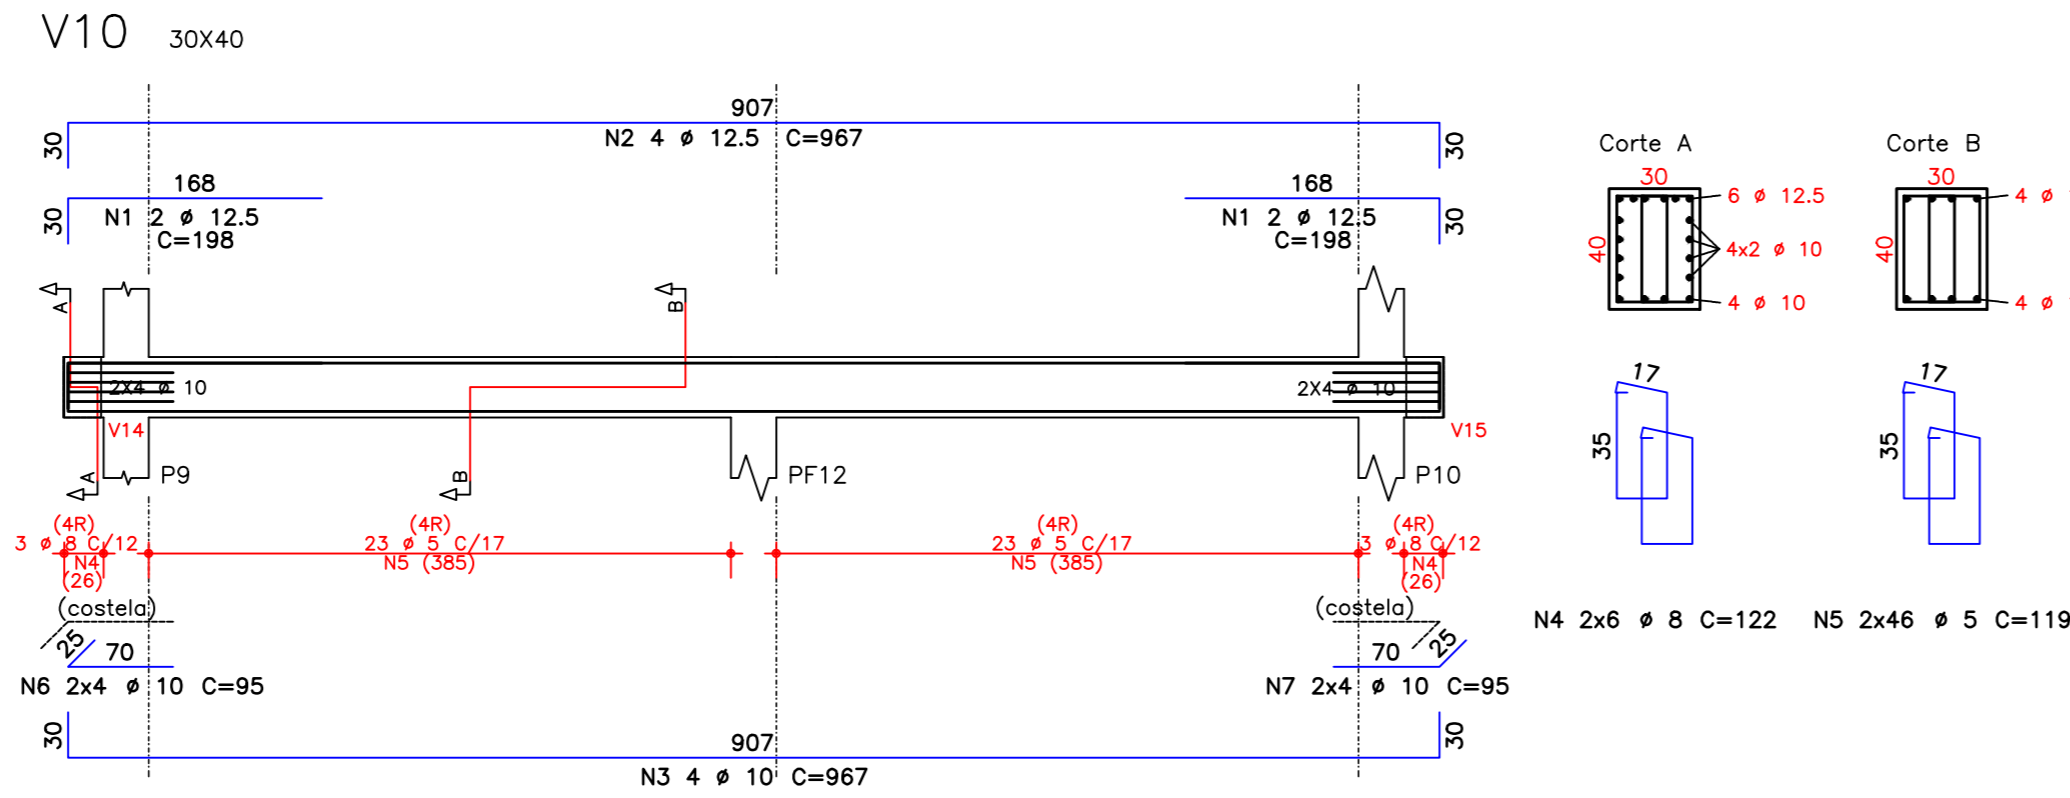 V10 30X40
907
N2 4 ø 12.5 C=967
30
30
168
N1 2 ø 12.5
C=198
30
168
N1 2 ø 12.5
C=198
30
A
B
2X4 ø 10
2X4 ø 10
V14
V15
A
P9
B
PF12
P10
(4R)
3 ø 8 C/12
N4
(26)
(4R)
23 ø 5 C/17
N5 (385)
(4R)
23 ø 5 C/17
N5 (385)
(4R)
3 ø 8 C/12
N4
(26)
(costela)
25
70
N6 2x4 ø 10 C=95
(costela)
70
25
N7 2x4 ø 10 C=95
30
907
30
N3 4 ø 10 C=967
Corte A
30
40
6 ø 12.5
4x2 ø 10
4 ø 10
Corte B
30
40
4 ø
4 ø
17
35
N4 2x6 ø 8 C=122
17
35
N5 2x46 ø 5 C=119